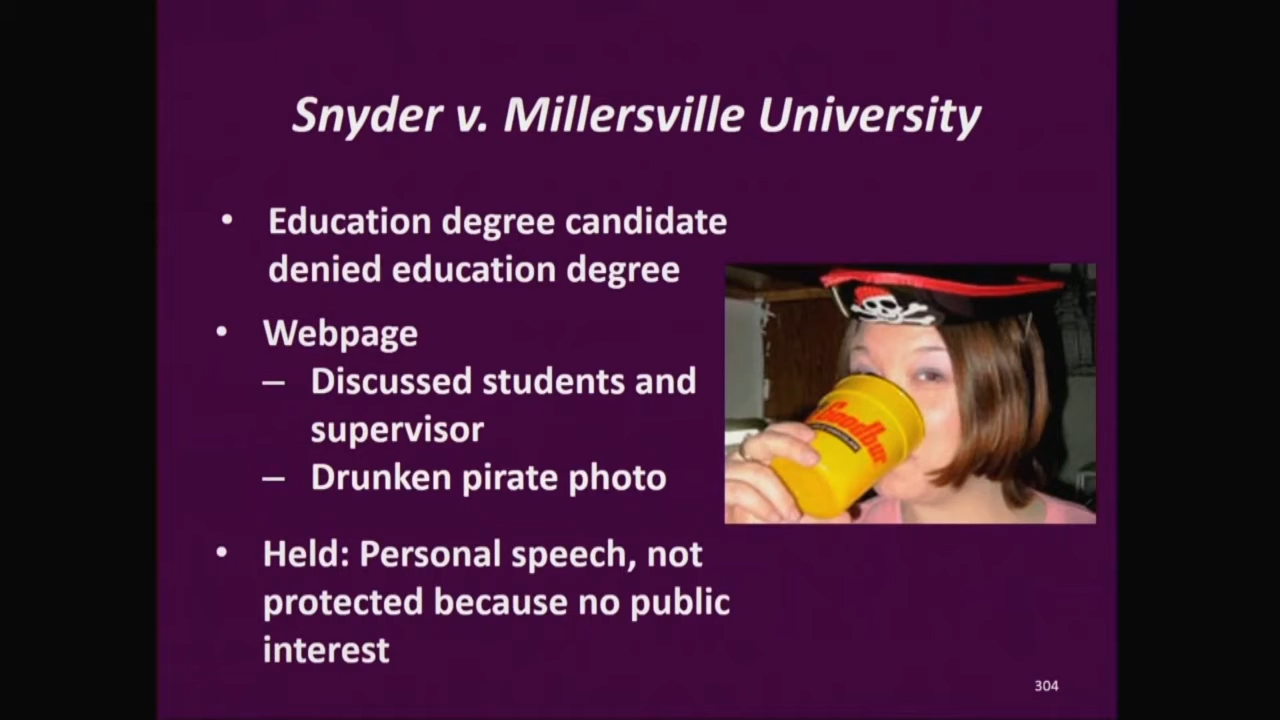 Snyder v. Millersville University
• Education degree candidate
denied education degree
• Webpage
– Discussed students and
supervisor
– Drunken pirate photo
• Held: Personal speech, not
protected because no public
interest
304